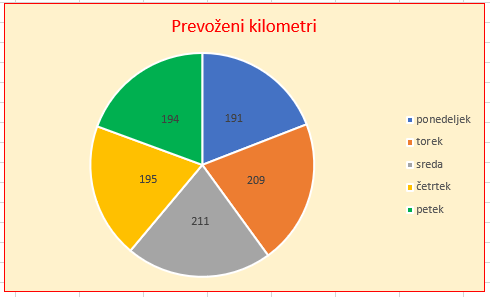 Prevoženi kilometri
191
209
211
195
194
ponedeljek
torek
sreda
četrtek
petek